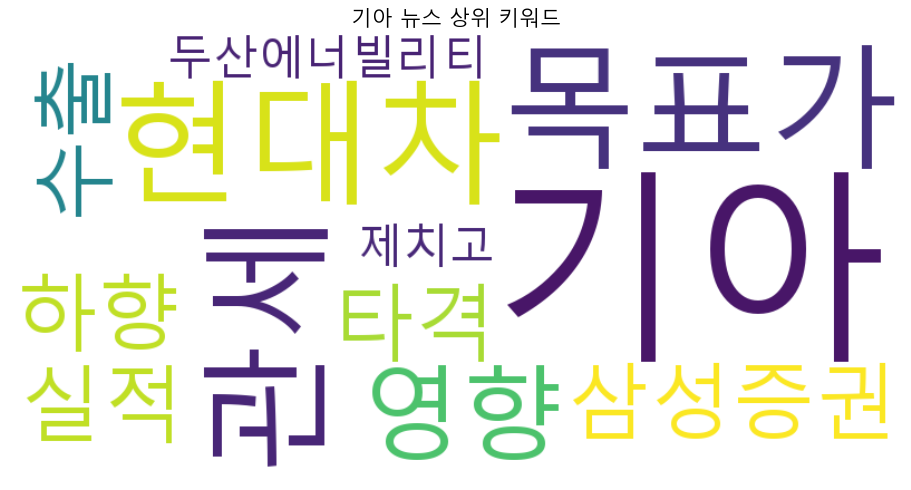 기아 뉴스 상위 키워드
두산에너빌리티
수출
현대차
목표가
기아
관세
제치고
하향
타격
실적
영향
삼성증권